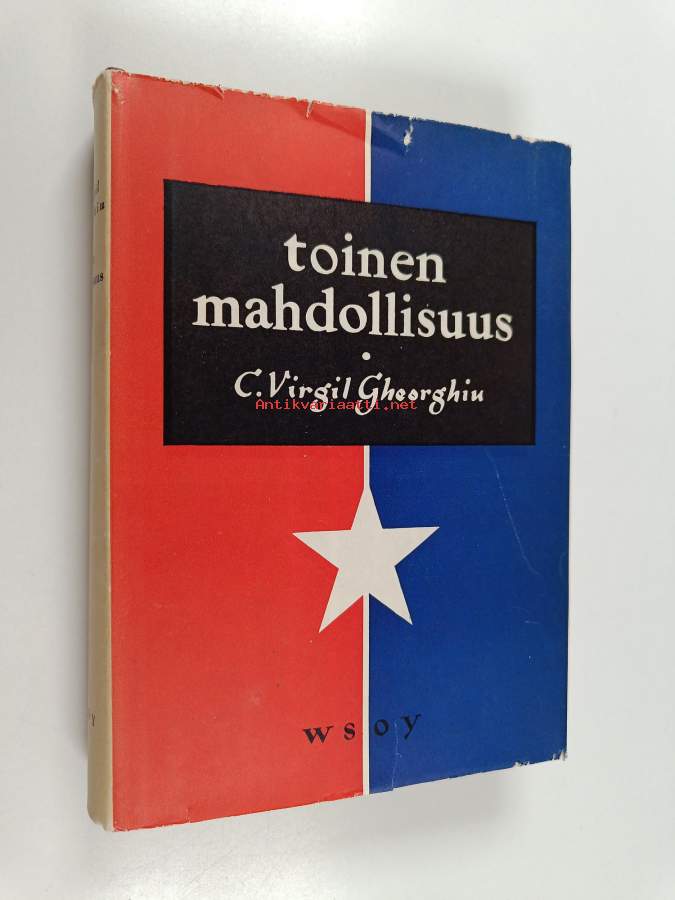 toinen
mahdollisuus
C. Virgil Gheorghiu
Antikvariaatti.net
wsoy